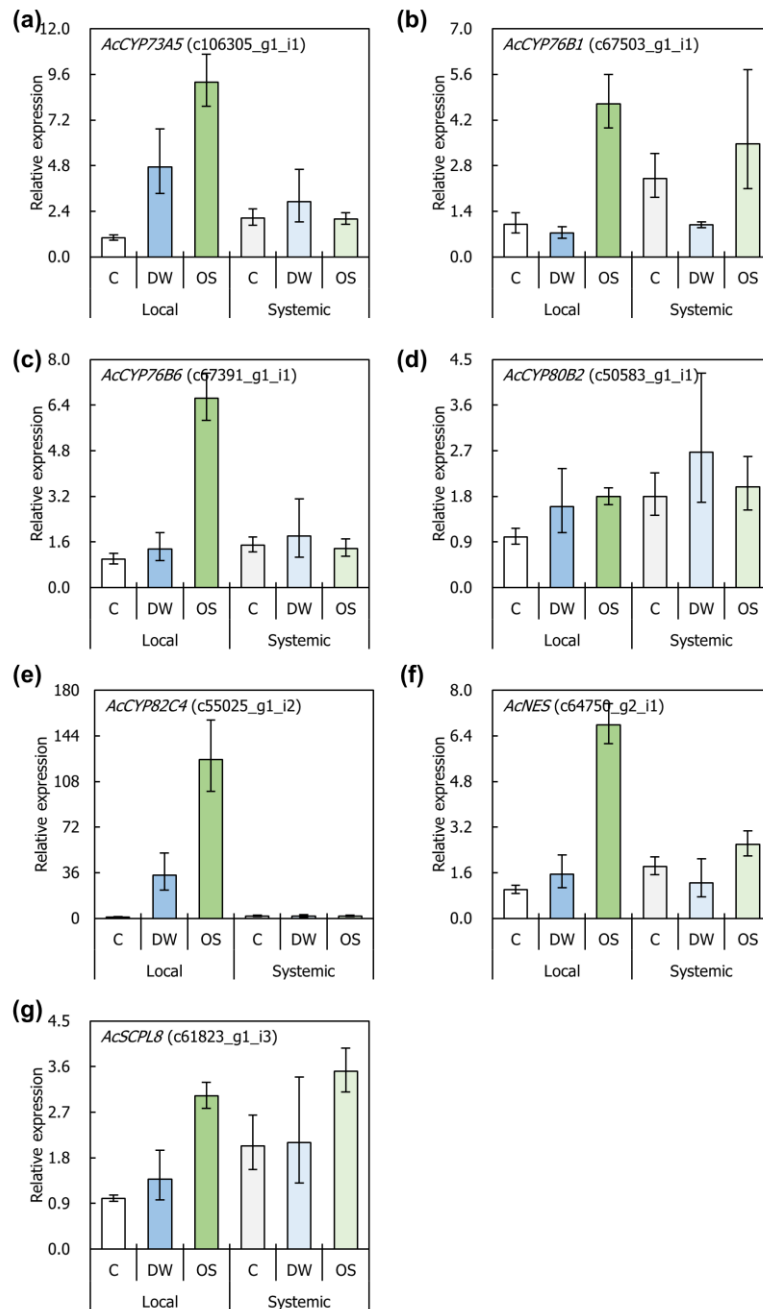 (a)
AcCYP73A5 (c106305_g1_i1)
Relative expression
12.0
9.6
7.2
4.8
2.4
0.0
C DW OS C DW OS
Local Systemic
(b)
AcCYP76B1 (c67503_g1_i1)
Relative expression
7.0
5.6
4.2
2.8
1.4
0.0
C DW OS C DW OS
Local Systemic
(c)
AcCYP76B6 (c67391_g1_i1)
Relative expression
8.0
6.4
4.8
3.2
1.6
0.0
C DW OS C DW OS
Local Systemic
(d)
AcCYP80B2 (c50583_g1_i1)
Relative expression
4.5
3.6
2.7
1.8
0.9
0.0
C DW OS C DW OS
Local Systemic
(e)
AcCYP82C4 (c55025_g1_i2)
Relative expression
180
144
108
72
36
0
C DW OS C DW OS
Local Systemic
(f)
AcNES (c64750_g2_i1)
Relative expression
8.0
6.4
4.8
3.2
1.6
0.0
C DW OS C DW OS
Local Systemic
(g)
AcSCPL8 (c61823_g1_i3)
Relative expression
4.5
3.6
2.7
1.8
0.9
0.0
C DW OS C DW OS
Local Systemic